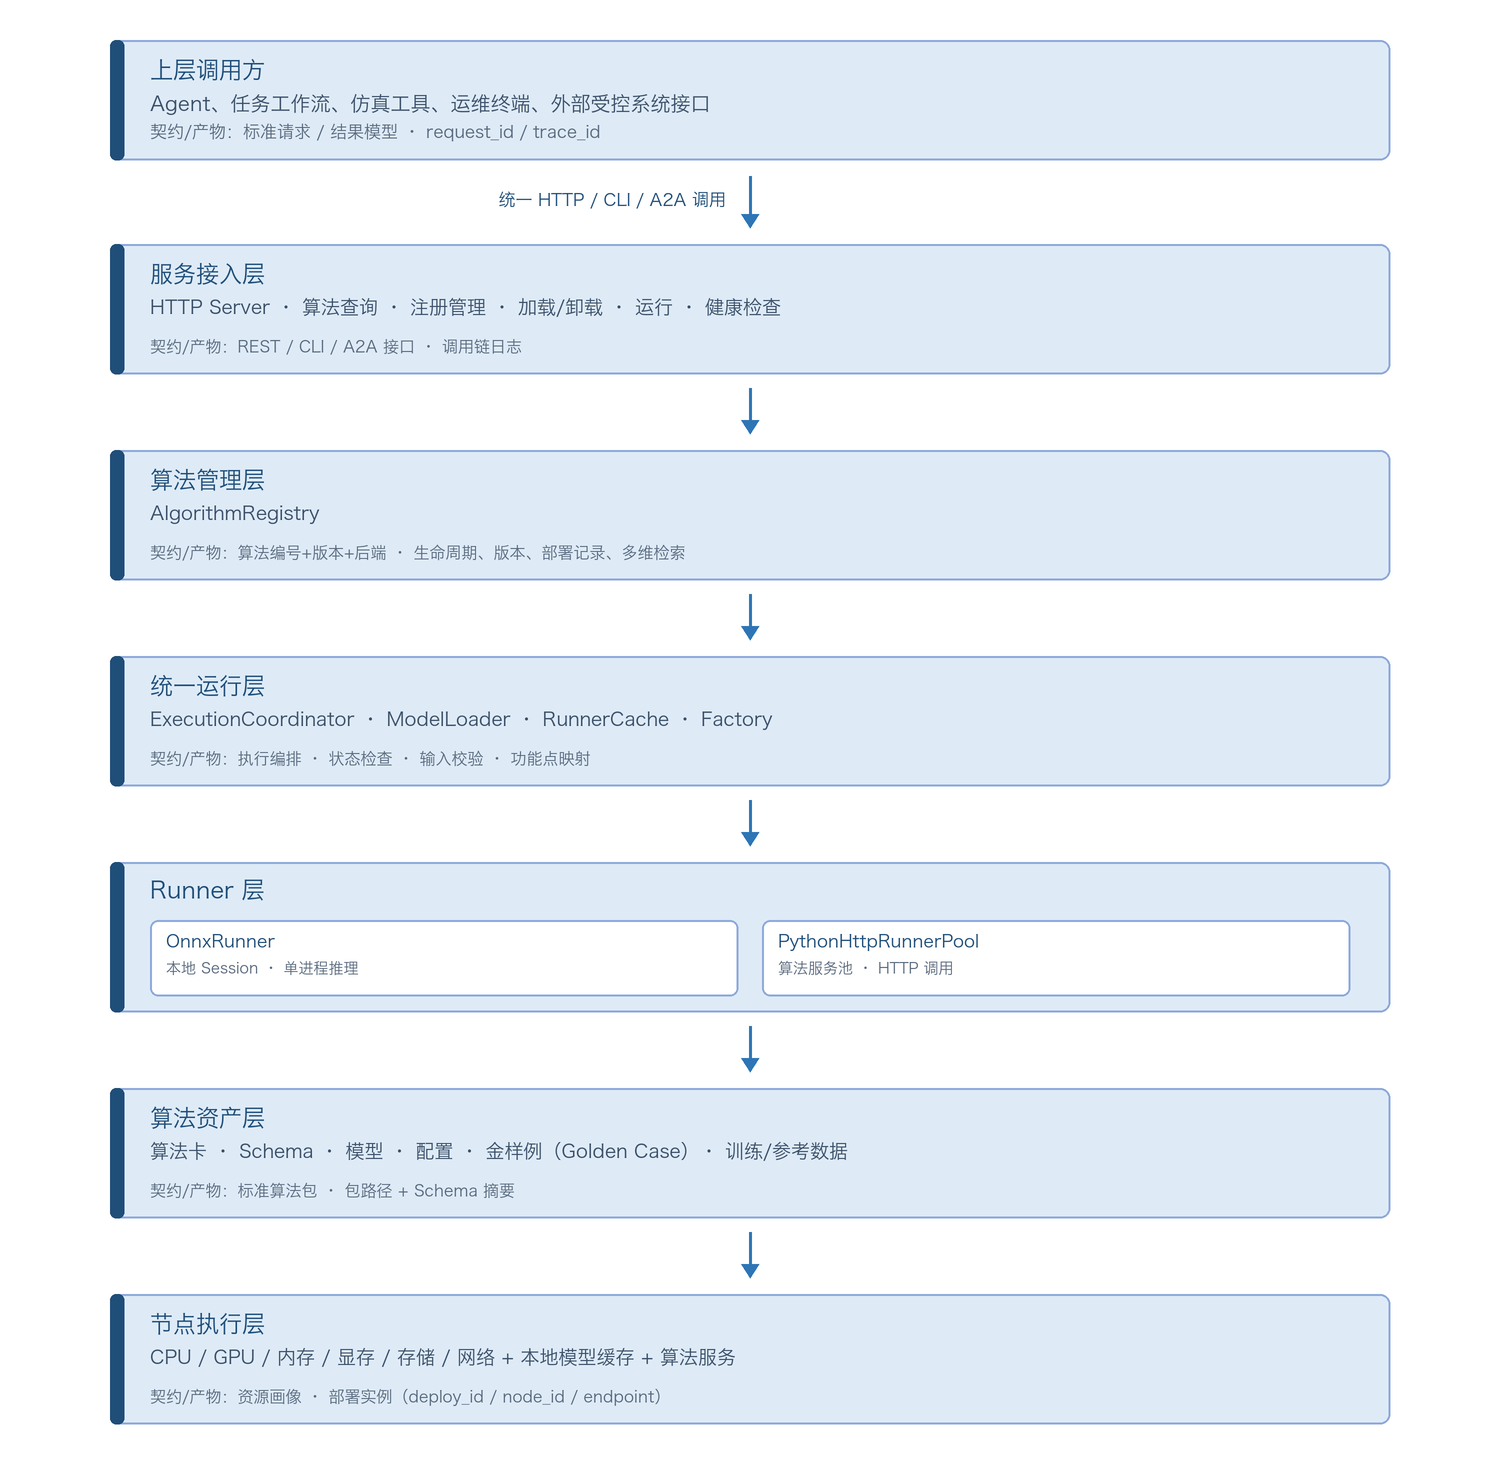 上层调用方
Agent、任务工作流、仿真工具、运维终端、外部受控系统接口
契约/产物：标准请求 / 结果模型 · request_id / trace_id
统一 HTTP / CLI / A2A 调用
服务接入层
HTTP Server · 算法查询 · 注册管理 · 加载/卸载 · 运行 · 健康检查
契约/产物：REST / CLI / A2A 接口 · 调用链日志
算法管理层
AlgorithmRegistry
契约/产物：算法编号+版本+后端 · 生命周期、版本、部署记录、多维检索
统一运行层
ExecutionCoordinator · ModelLoader · RunnerCache · Factory
契约/产物：执行编排 · 状态检查 · 输入校验 · 功能点映射
Runner 层
OnnxRunner
本地 Session · 单进程推理
PythonHttpRunnerPool
算法服务池 · HTTP 调用
算法资产层
算法卡 · Schema · 模型 · 配置 · 金样例（Golden Case） · 训练/参考数据
契约/产物：标准算法包 · 包路径 + Schema 摘要
节点执行层
CPU / GPU / 内存 / 显存 / 存储 / 网络 + 本地模型缓存 + 算法服务
契约/产物：资源画像 · 部署实例（deploy_id / node_id / endpoint）